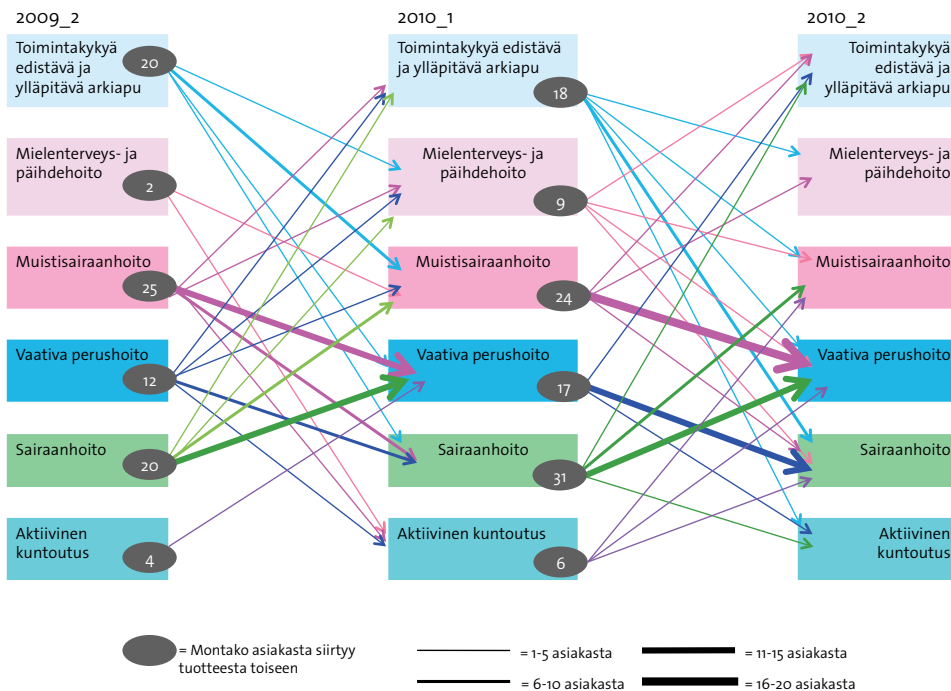 2009_2
2010_1
2010_2
Toimintakykyä
edistävä ja
ylläpitävä arkiapu
20
Mielenterveys- ja
päihdehoito
2
Muistisairaanhoito
25
Vaativa perushoito
12
Sairaanhoito
20
Aktiivinen
kuntoutus
4
Toimintakykyä edistävä
ja ylläpitävä arkiapu
18
Mielenterveys- ja
päihdehoito
9
Muistisairaanhoito
24
Vaativa perushoito
17
Sairaanhoito
31
Aktiivinen kuntoutus
6
Toimintakykyä
edistävä ja
ylläpitävä arkiapu
Mielenterveys- ja
päihdehoito
Muistisairaanhoito
Vaativa perushoito
Sairaanhoito
Aktiivinen
kuntoutus
= Montako asiakasta siirtyy
tuotteesta toiseen
= 1-5 asiakasta
= 6-10 asiakasta
= 11-15 asiakasta
= 16-20 asiakasta